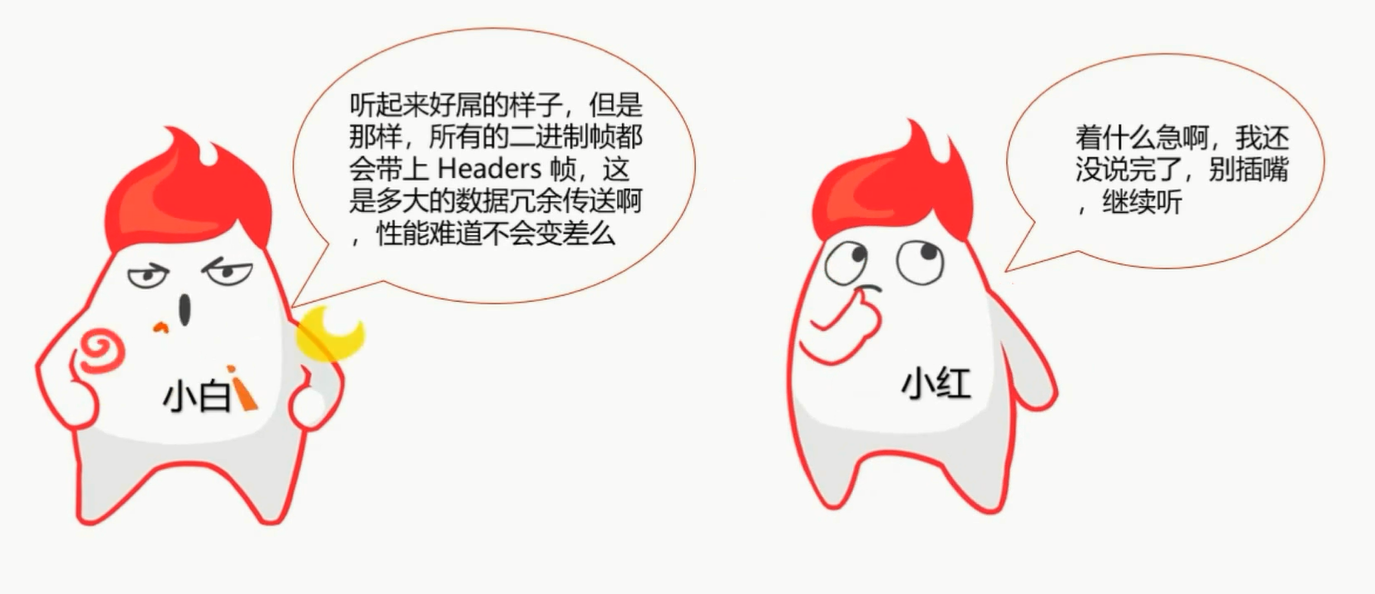 听起来好屌的样子，但是
那样，所有的二进制帧都
会带上 Headers 帧，这
是多大的数据冗余传送啊
，性能难道不会变差么
小白
着什么急啊，我还
没说完了，别插嘴
，继续听
小红